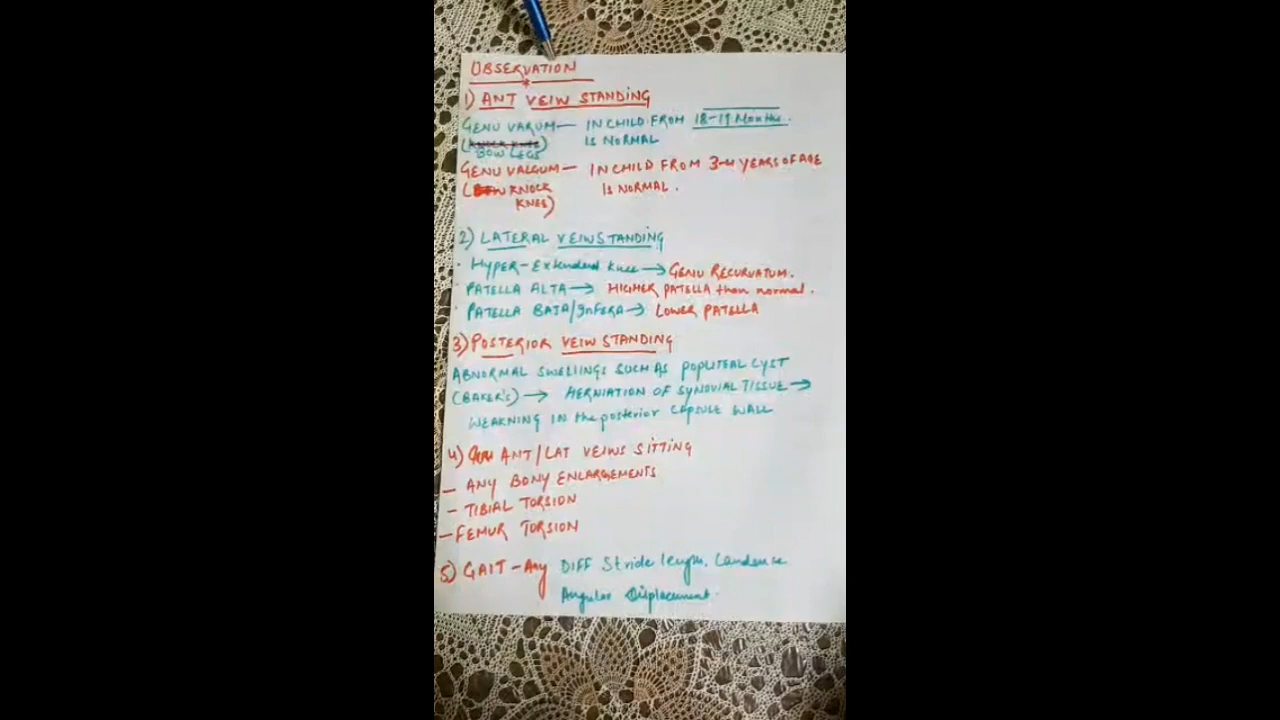 OBSERVATION
1) ANT VEIW STANDING
GENU VARUM — IN CHILD FROM 18-19 Months.
(KNOCK KNEE) IS NORMAL
BOW LEGS
GENU VALGUM — IN CHILD FROM 3-4 YEARS OF AGE
(BOW KNOCK IS NORMAL.
KNEE)
2) LATERAL VEIW STANDING
· HYPER-Extended knee → GENU RECURVATUM.
· PATELLA ALTA → HIGHER PATELLA than normal.
· PATELLA BAJA/INFERA → LOWER PATELLA
3) POSTERIOR VEIW STANDING
ABNORMAL SWELLINGS SUCH AS POPLITEAL CYST
(BAKER'S) → HERNIATION OF SYNOVIAL TISSUE →
WEAKNING IN the posterior CAPSULE WALL
4) ANT/LAT VEIWS SITTING
— ANY BONY ENLARGEMENTS
— TIBIAL TORSION
— FEMUR TORSION
5) GAIT - Any DIFF Stride length,
Angular Displacement.